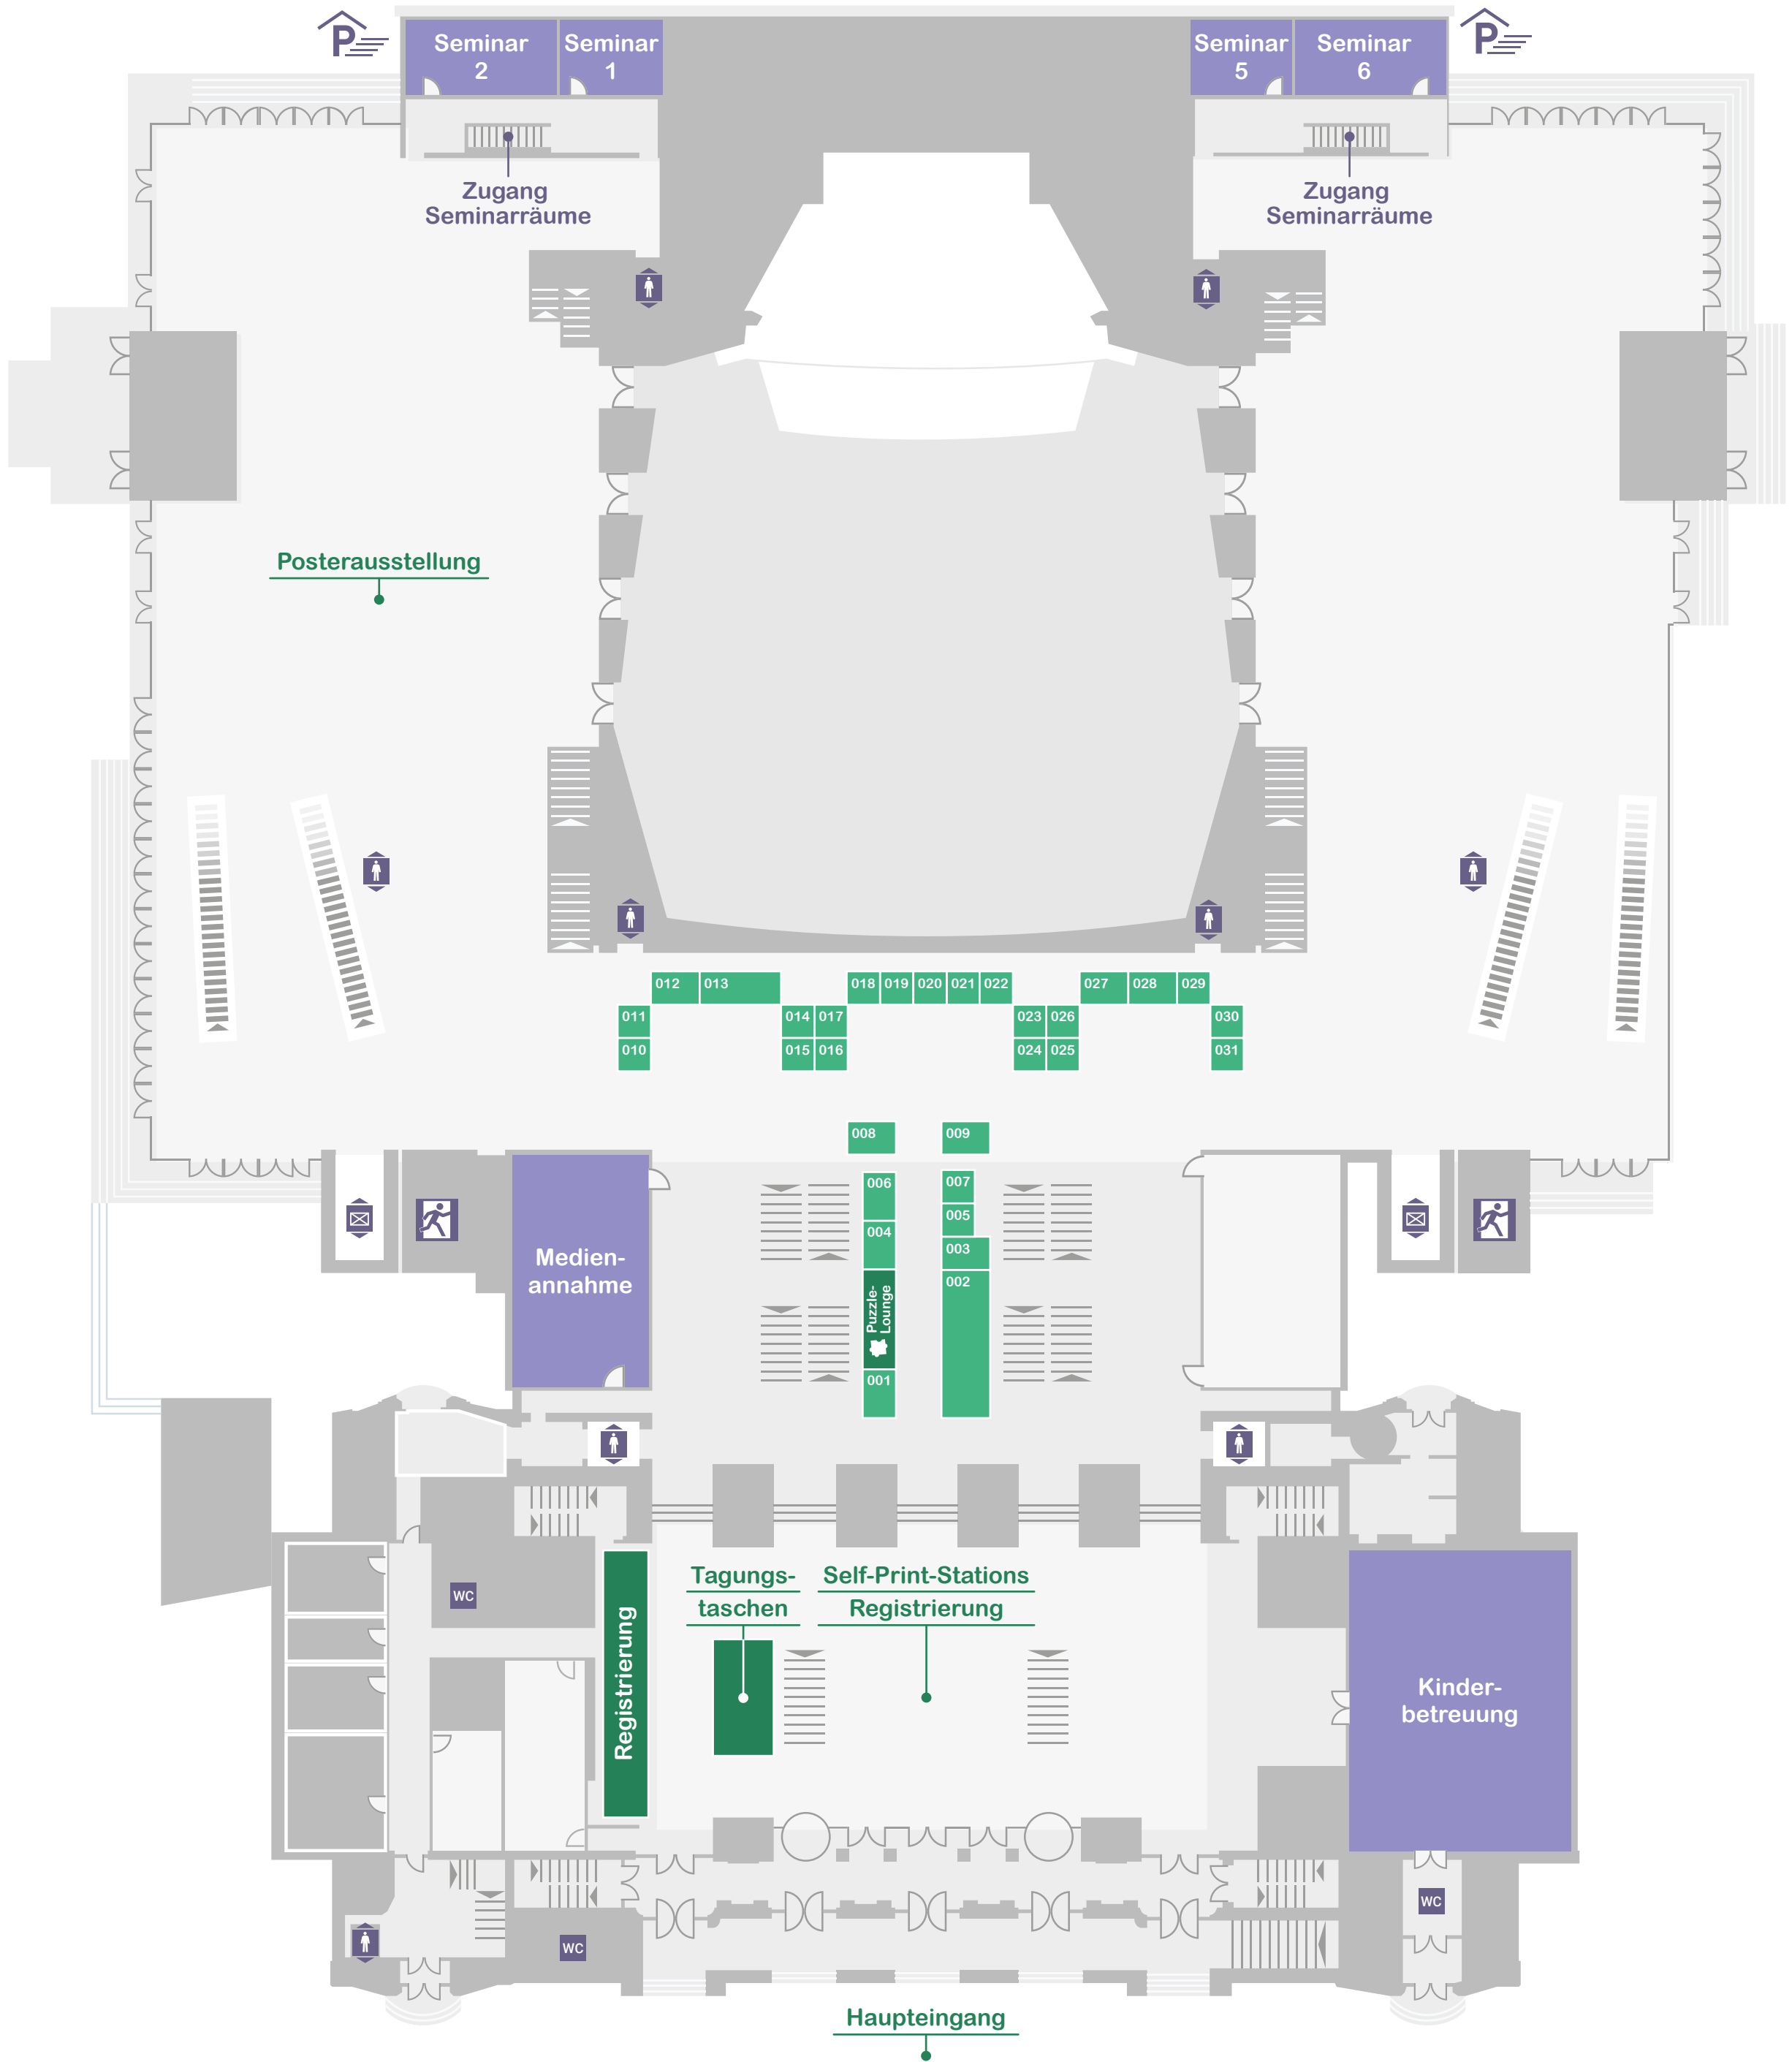 P
P
Seminar
2
Seminar
1
Seminar
5
Seminar
6
Zugang
Seminarräume
Zugang
Seminarräume
Posterausstellung
012
013
018
019
020
021
022
027
028
029
011
014
017
023
026
030
010
015
016
024
025
031
008
009
006
007
004
005
003
002
Puzzle-
Lounge
001
Medien-
annahme
WC
Registrierung
Tagungs-
taschen
Self-Print-Stations
Registrierung
Kinder-
betreuung
WC
WC
Haupteingang